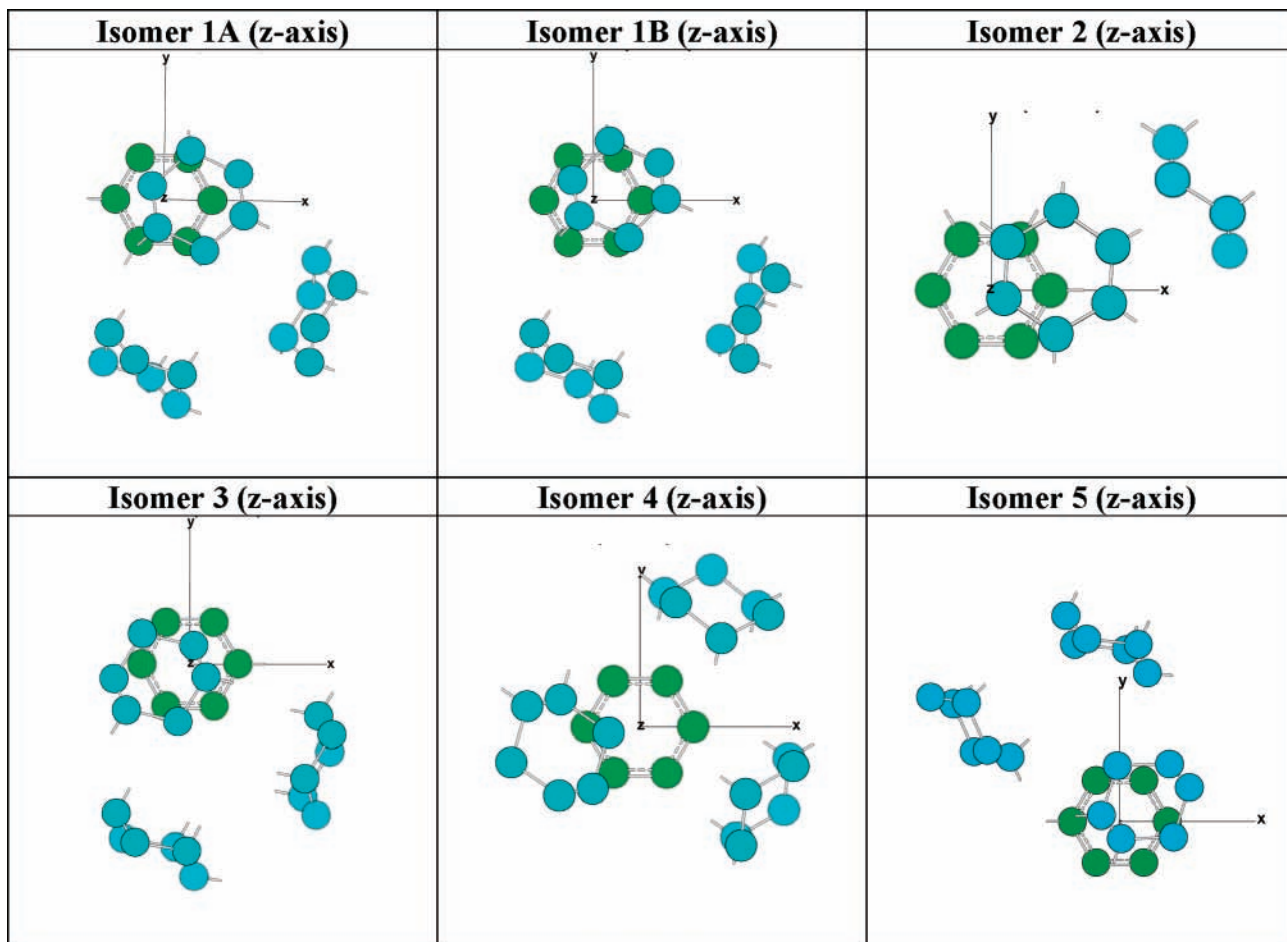 Isomer 1A (z-axis)
Isomer 1B (z-axis)
Isomer 2 (z-axis)
y
z
x
y
z
x
y
z
x
Isomer 3 (z-axis)
Isomer 4 (z-axis)
Isomer 5 (z-axis)
y
z
x
y
z
x
y
x